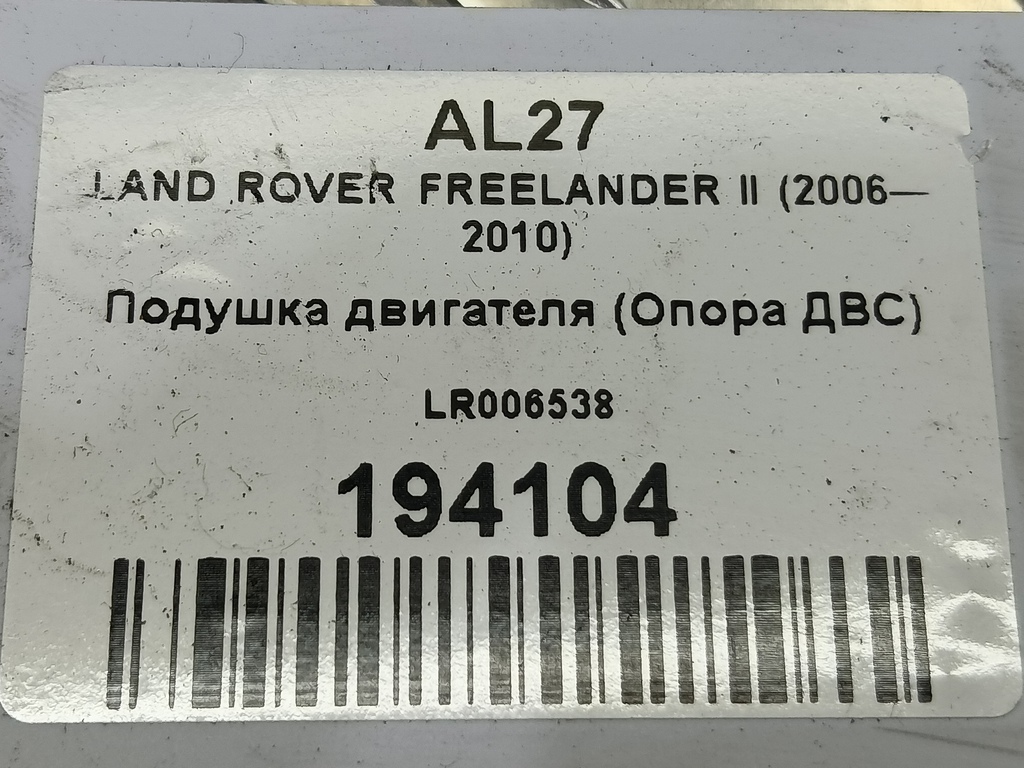 AL27
LAND ROVER FREELANDER II (2006—
2010)
Подушка двигателя (Опора ДВС)
LR006538
194104